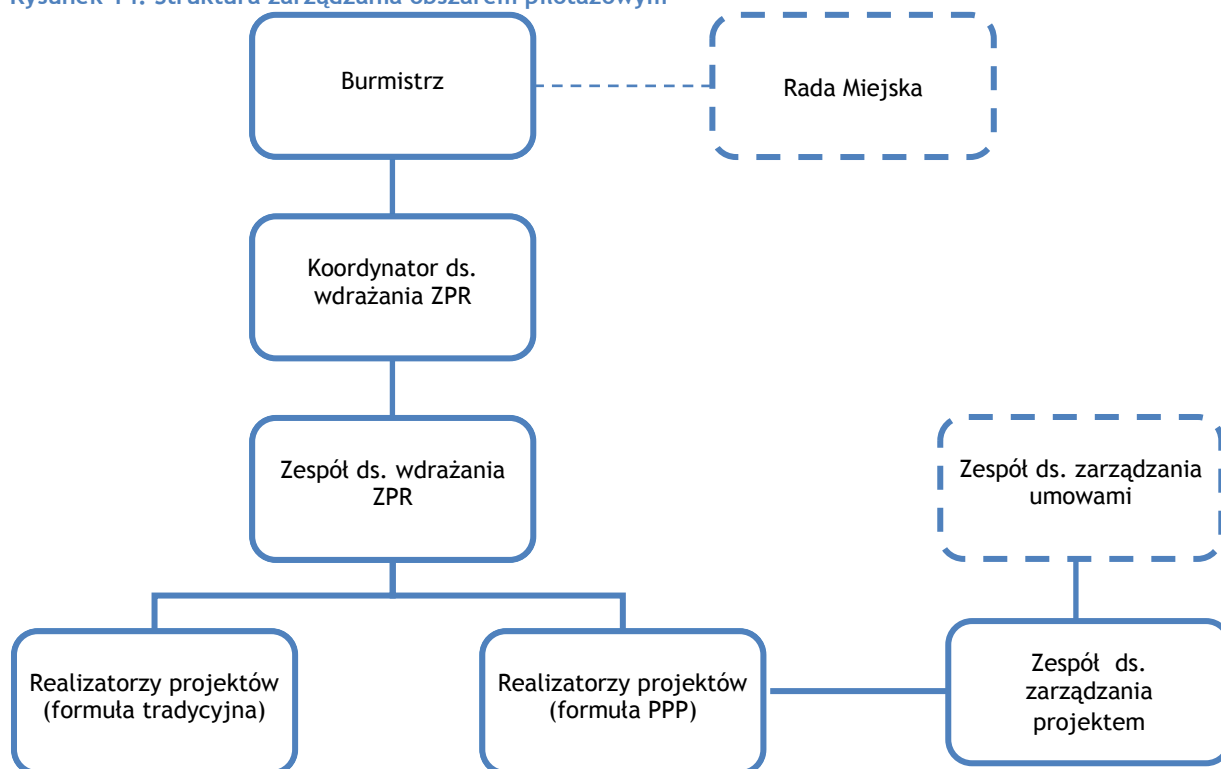 Burmistrz
Rada Miejska
Koordynator ds.
wdrażania ZPR
Zespół ds. wdrażania
ZPR
Zespół ds. zarządzania
umowami
Realizatorzy projektów
(formuła tradycyjna)
Realizatorzy projektów
(formuła PPP)
Zespół ds.
zarządzania
projektem